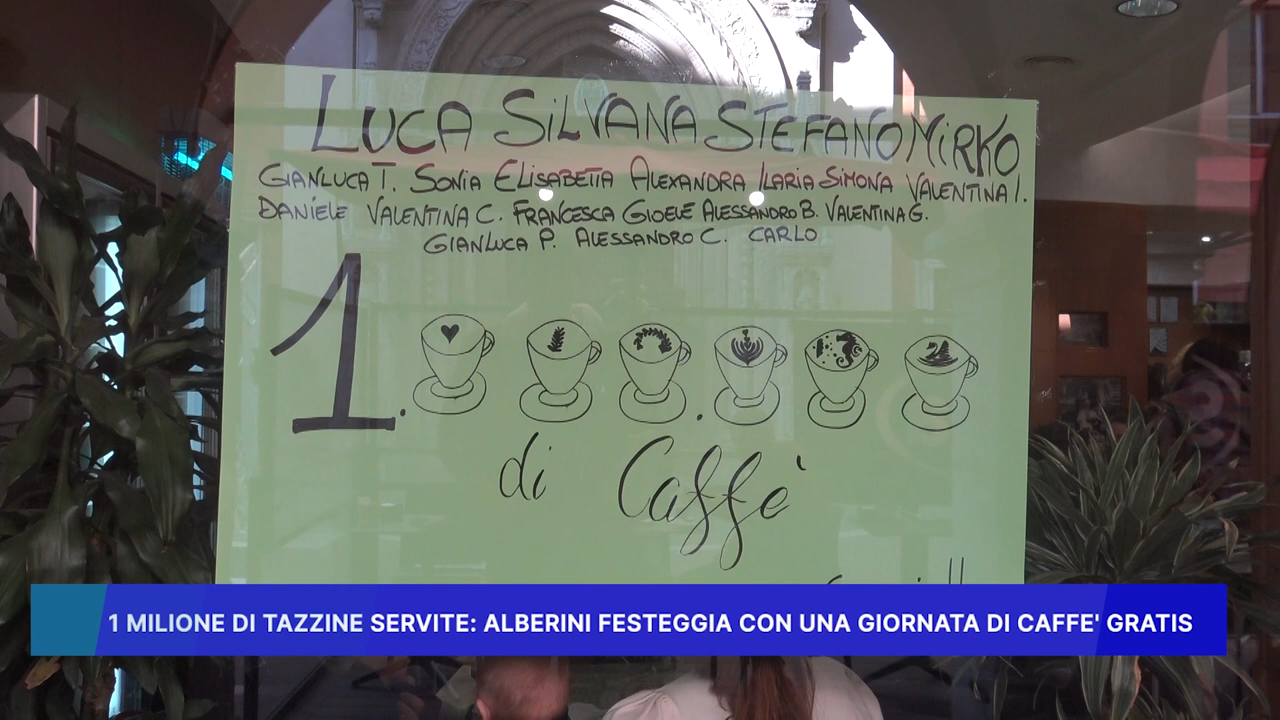 LUCA SILVANA STEFANO MIRKO
GIANLUCA T. SONIA ELISABETTA ALEXANDRA ILARIA SIMONA VALENTINA I.
DANIELE VALENTINA C. FRANCESCA GIOELE ALESSANDRO B. VALENTINA G.
GIANLUCA P. ALESSANDRO C. CARLO
1. .
di Caffè
1 MILIONE DI TAZZINE SERVITE: ALBERINI FESTEGGIA CON UNA GIORNATA DI CAFFE' GRATIS